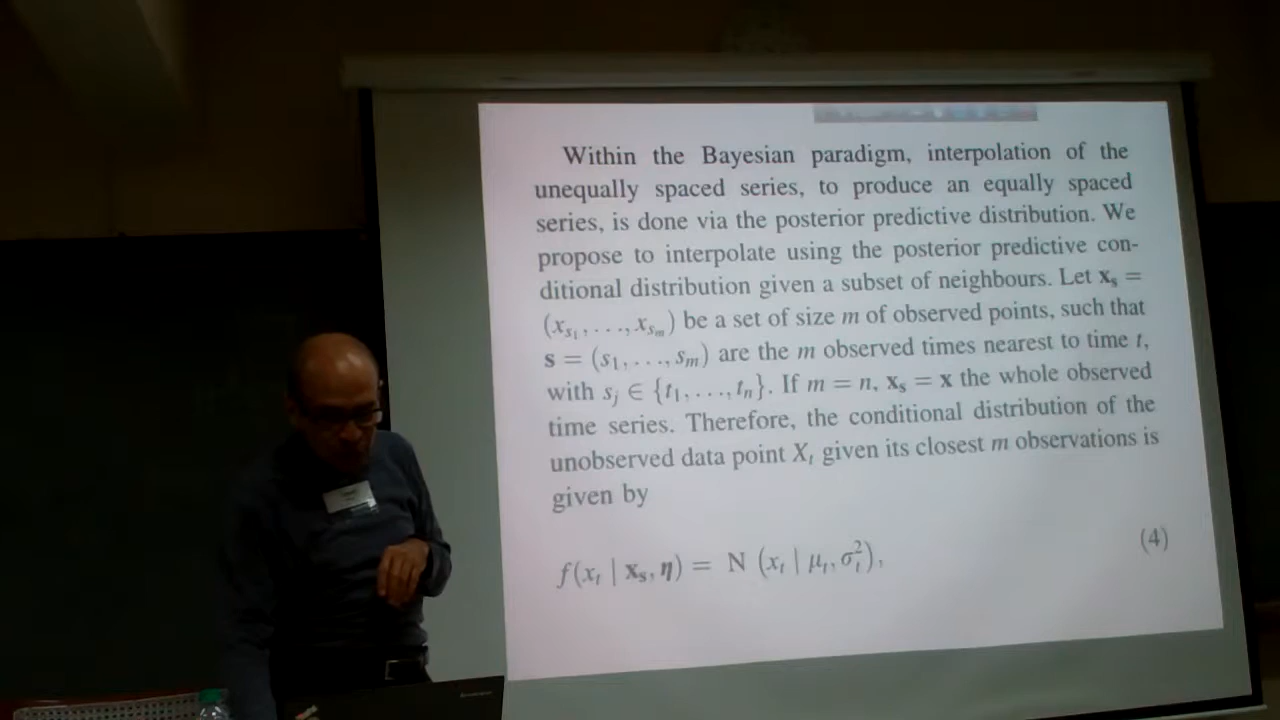 Within the Bayesian paradigm, interpolation of the
unequally spaced series, to produce an equally spaced
series, is done via the posterior predictive distribution. We
propose to interpolate using the posterior predictive con-
ditional distribution given a subset of neighbours. Let xₛ =
(x_{s₁}, . . . , x_{sₘ}) be a set of size m of observed points, such that
s = (s₁, . . . , sₘ) are the m observed times nearest to time t,
with sⱼ ∈ {t₁, . . . , tₙ}. If m = n, xₛ = x the whole observed
time series. Therefore, the conditional distribution of the
unobserved data point Xₜ given its closest m observations is
given by
f(xₜ | xₛ, η) = N (xₜ | μₜ, σₜ²), (4)